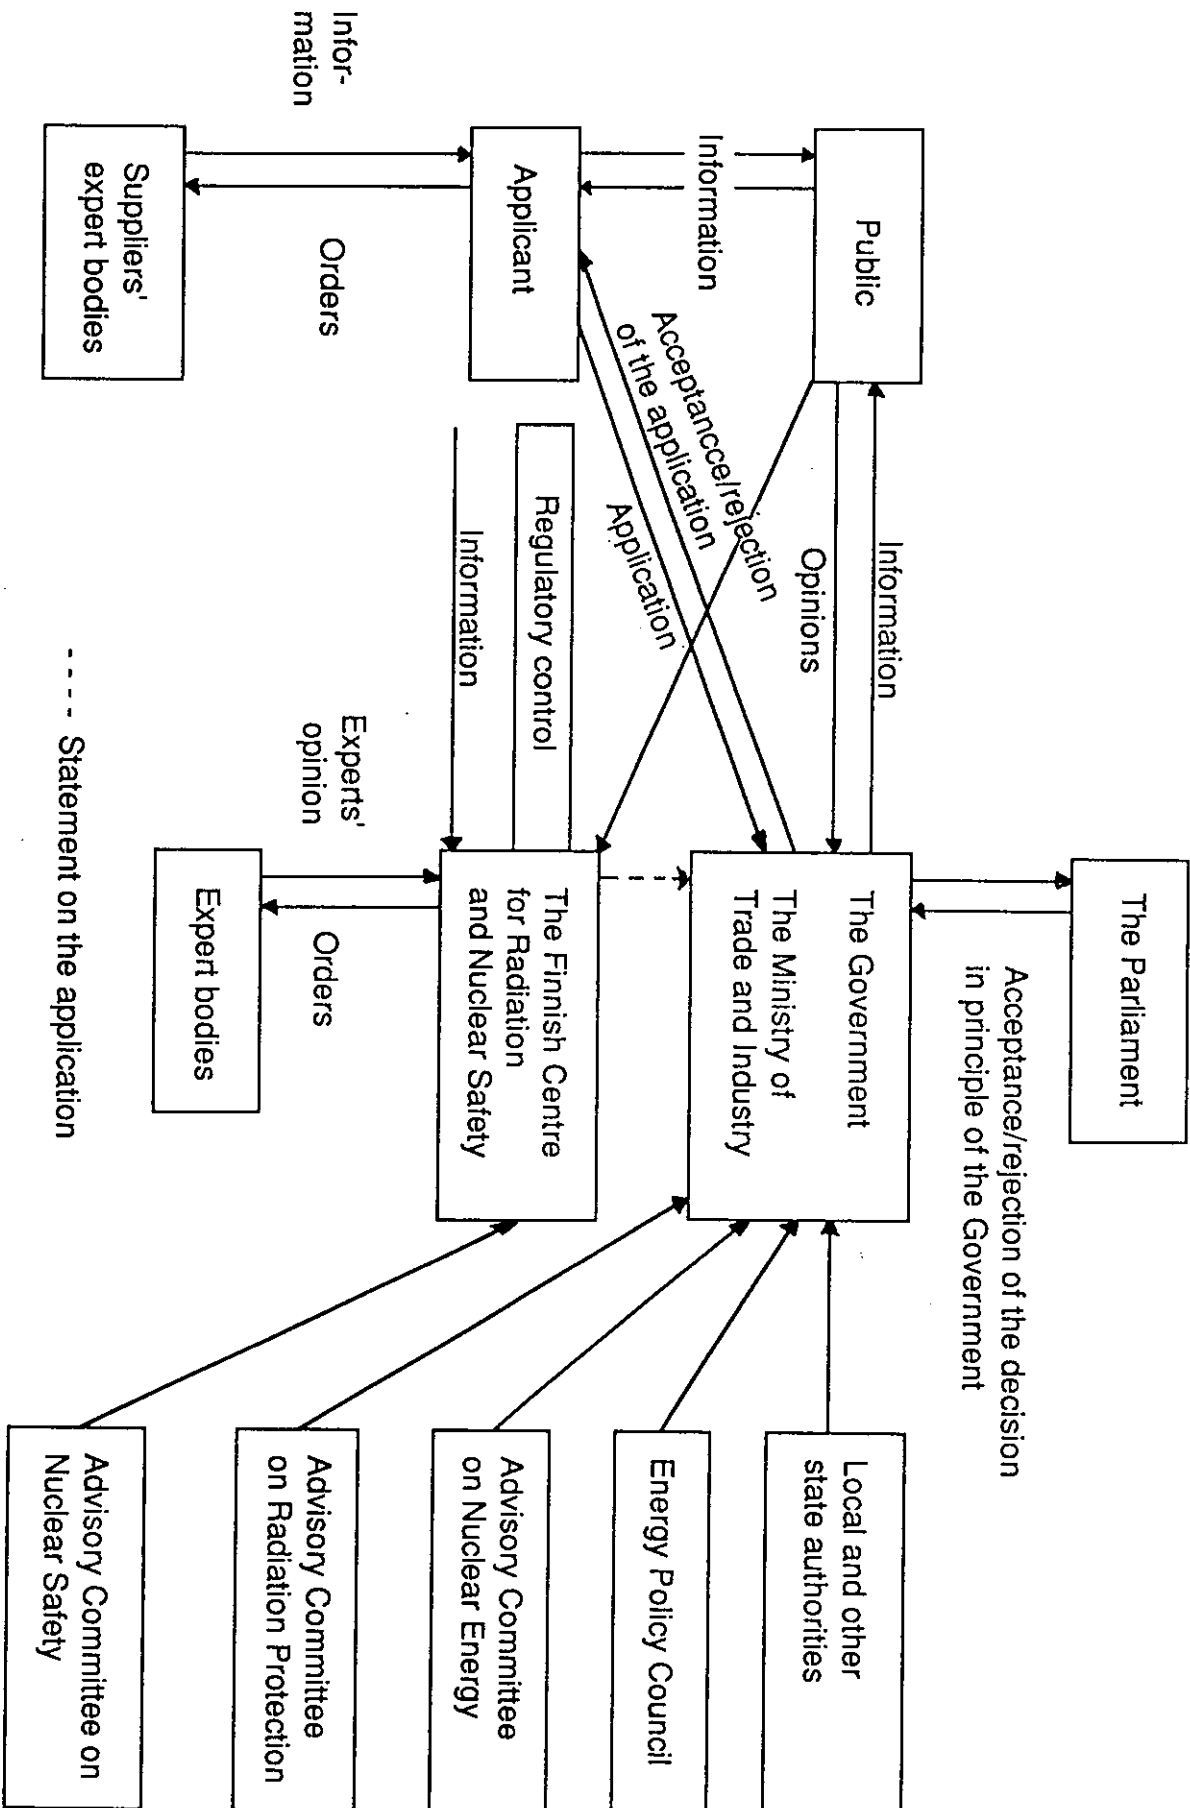 The Parliament
Acceptance/rejection of the decision
in principle of the Government
Public
Information
Opinions
The Government
The Ministry of
Trade and Industry
Local and other
state authorities
Energy Policy Council
Information
Acceptancce/rejection
of the application
Application
Applicant
Regulatory control
Information
The Finnish Centre
for Radiation
and Nuclear Safety
Advisory Committee
on Nuclear Energy
Advisory Committee
on Radiation Protection
Infor-
mation
Orders
Experts'
opinion
Orders
Suppliers'
expert bodies
Expert bodies
Advisory Committee on
Nuclear Safety
- - - - Statement on the application